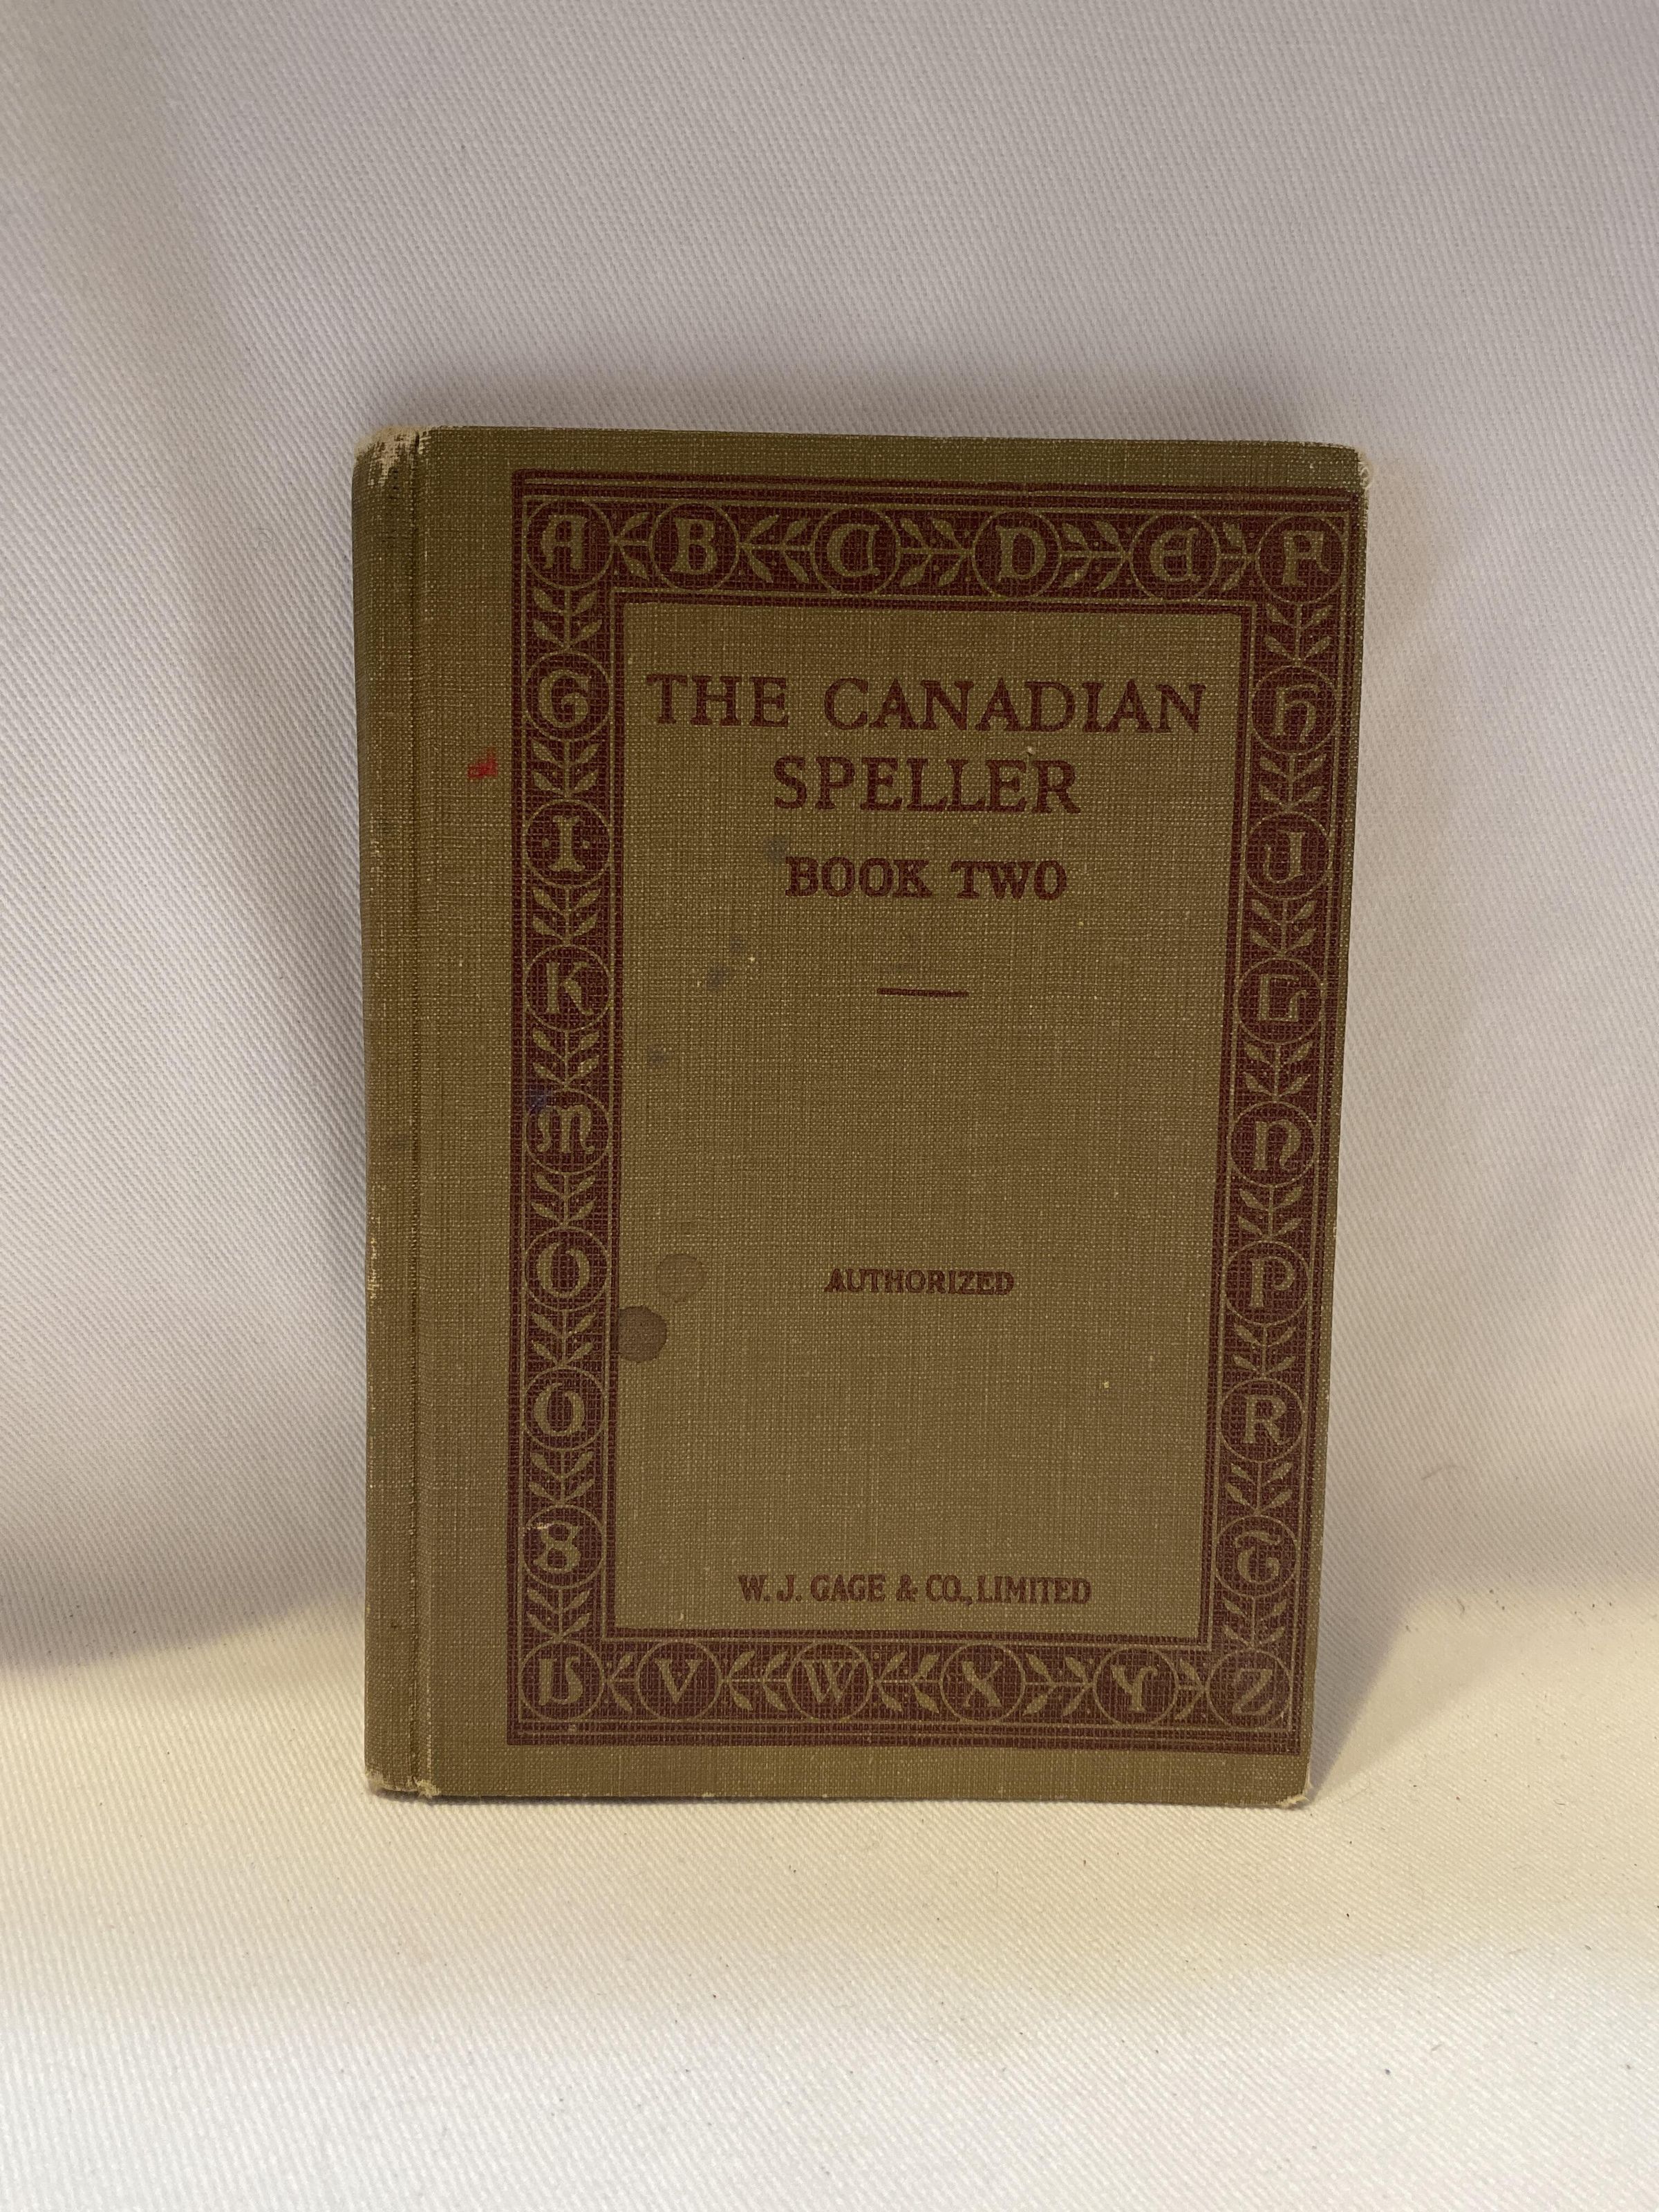 A B C D E F
G H
I J
K L
M N
O P
Q R
S T
U V W X Y Z
THE CANADIAN
SPELLER
BOOK TWO
AUTHORIZED
W. J. GAGE & CO., LIMITED